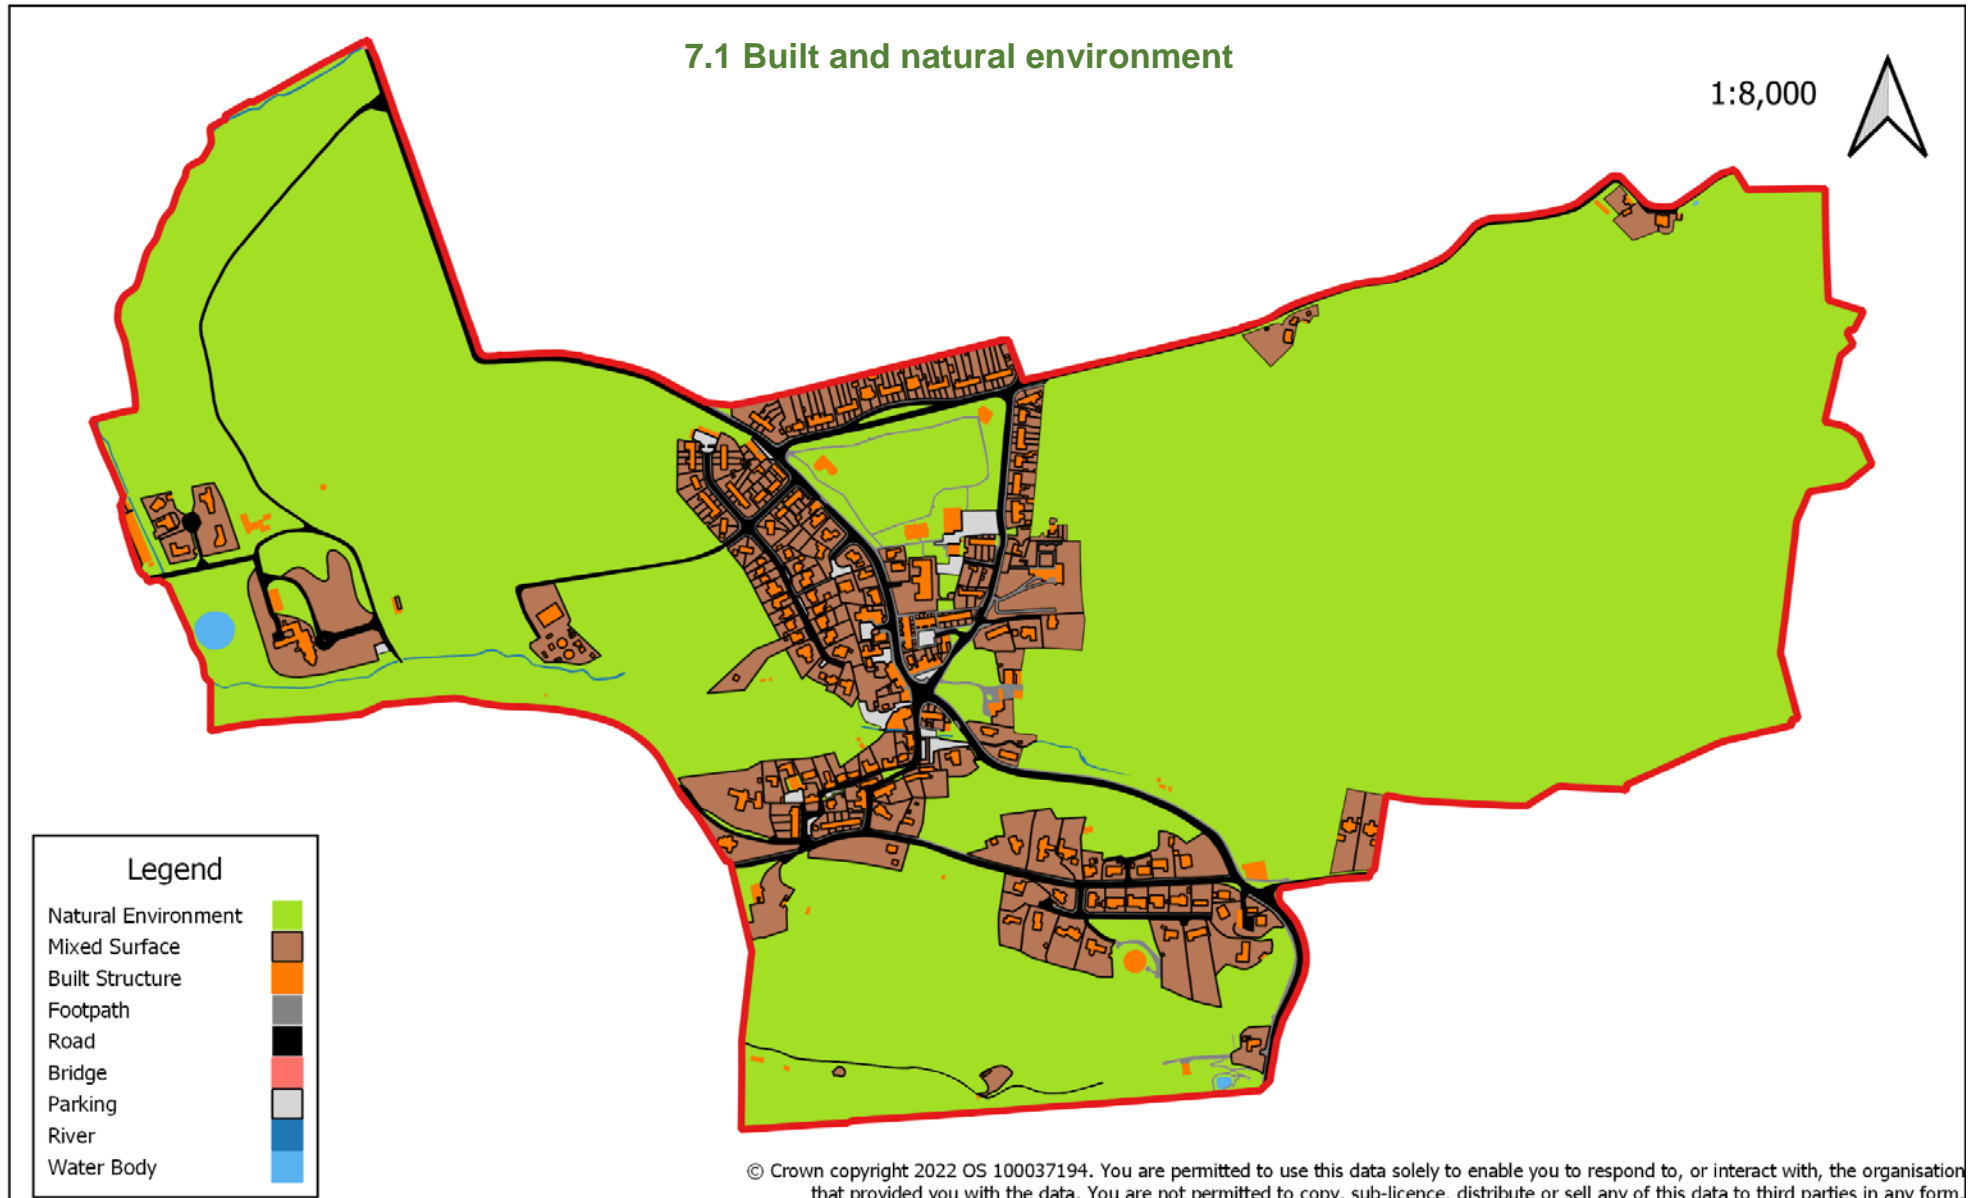 7.1 Built and natural environment
1:8,000
Legend
Natural Environment
Mixed Surface
Built Structure
Footpath
Road
Bridge
Parking
River
Water Body
© Crown copyright 2022 OS 100037194. You are permitted to use this data solely to enable you to respond to, or interact with, the organisation
that provided you with the data. You are not permitted to copy, sub-licence, distribute or sell any of this data to third parties in any form.